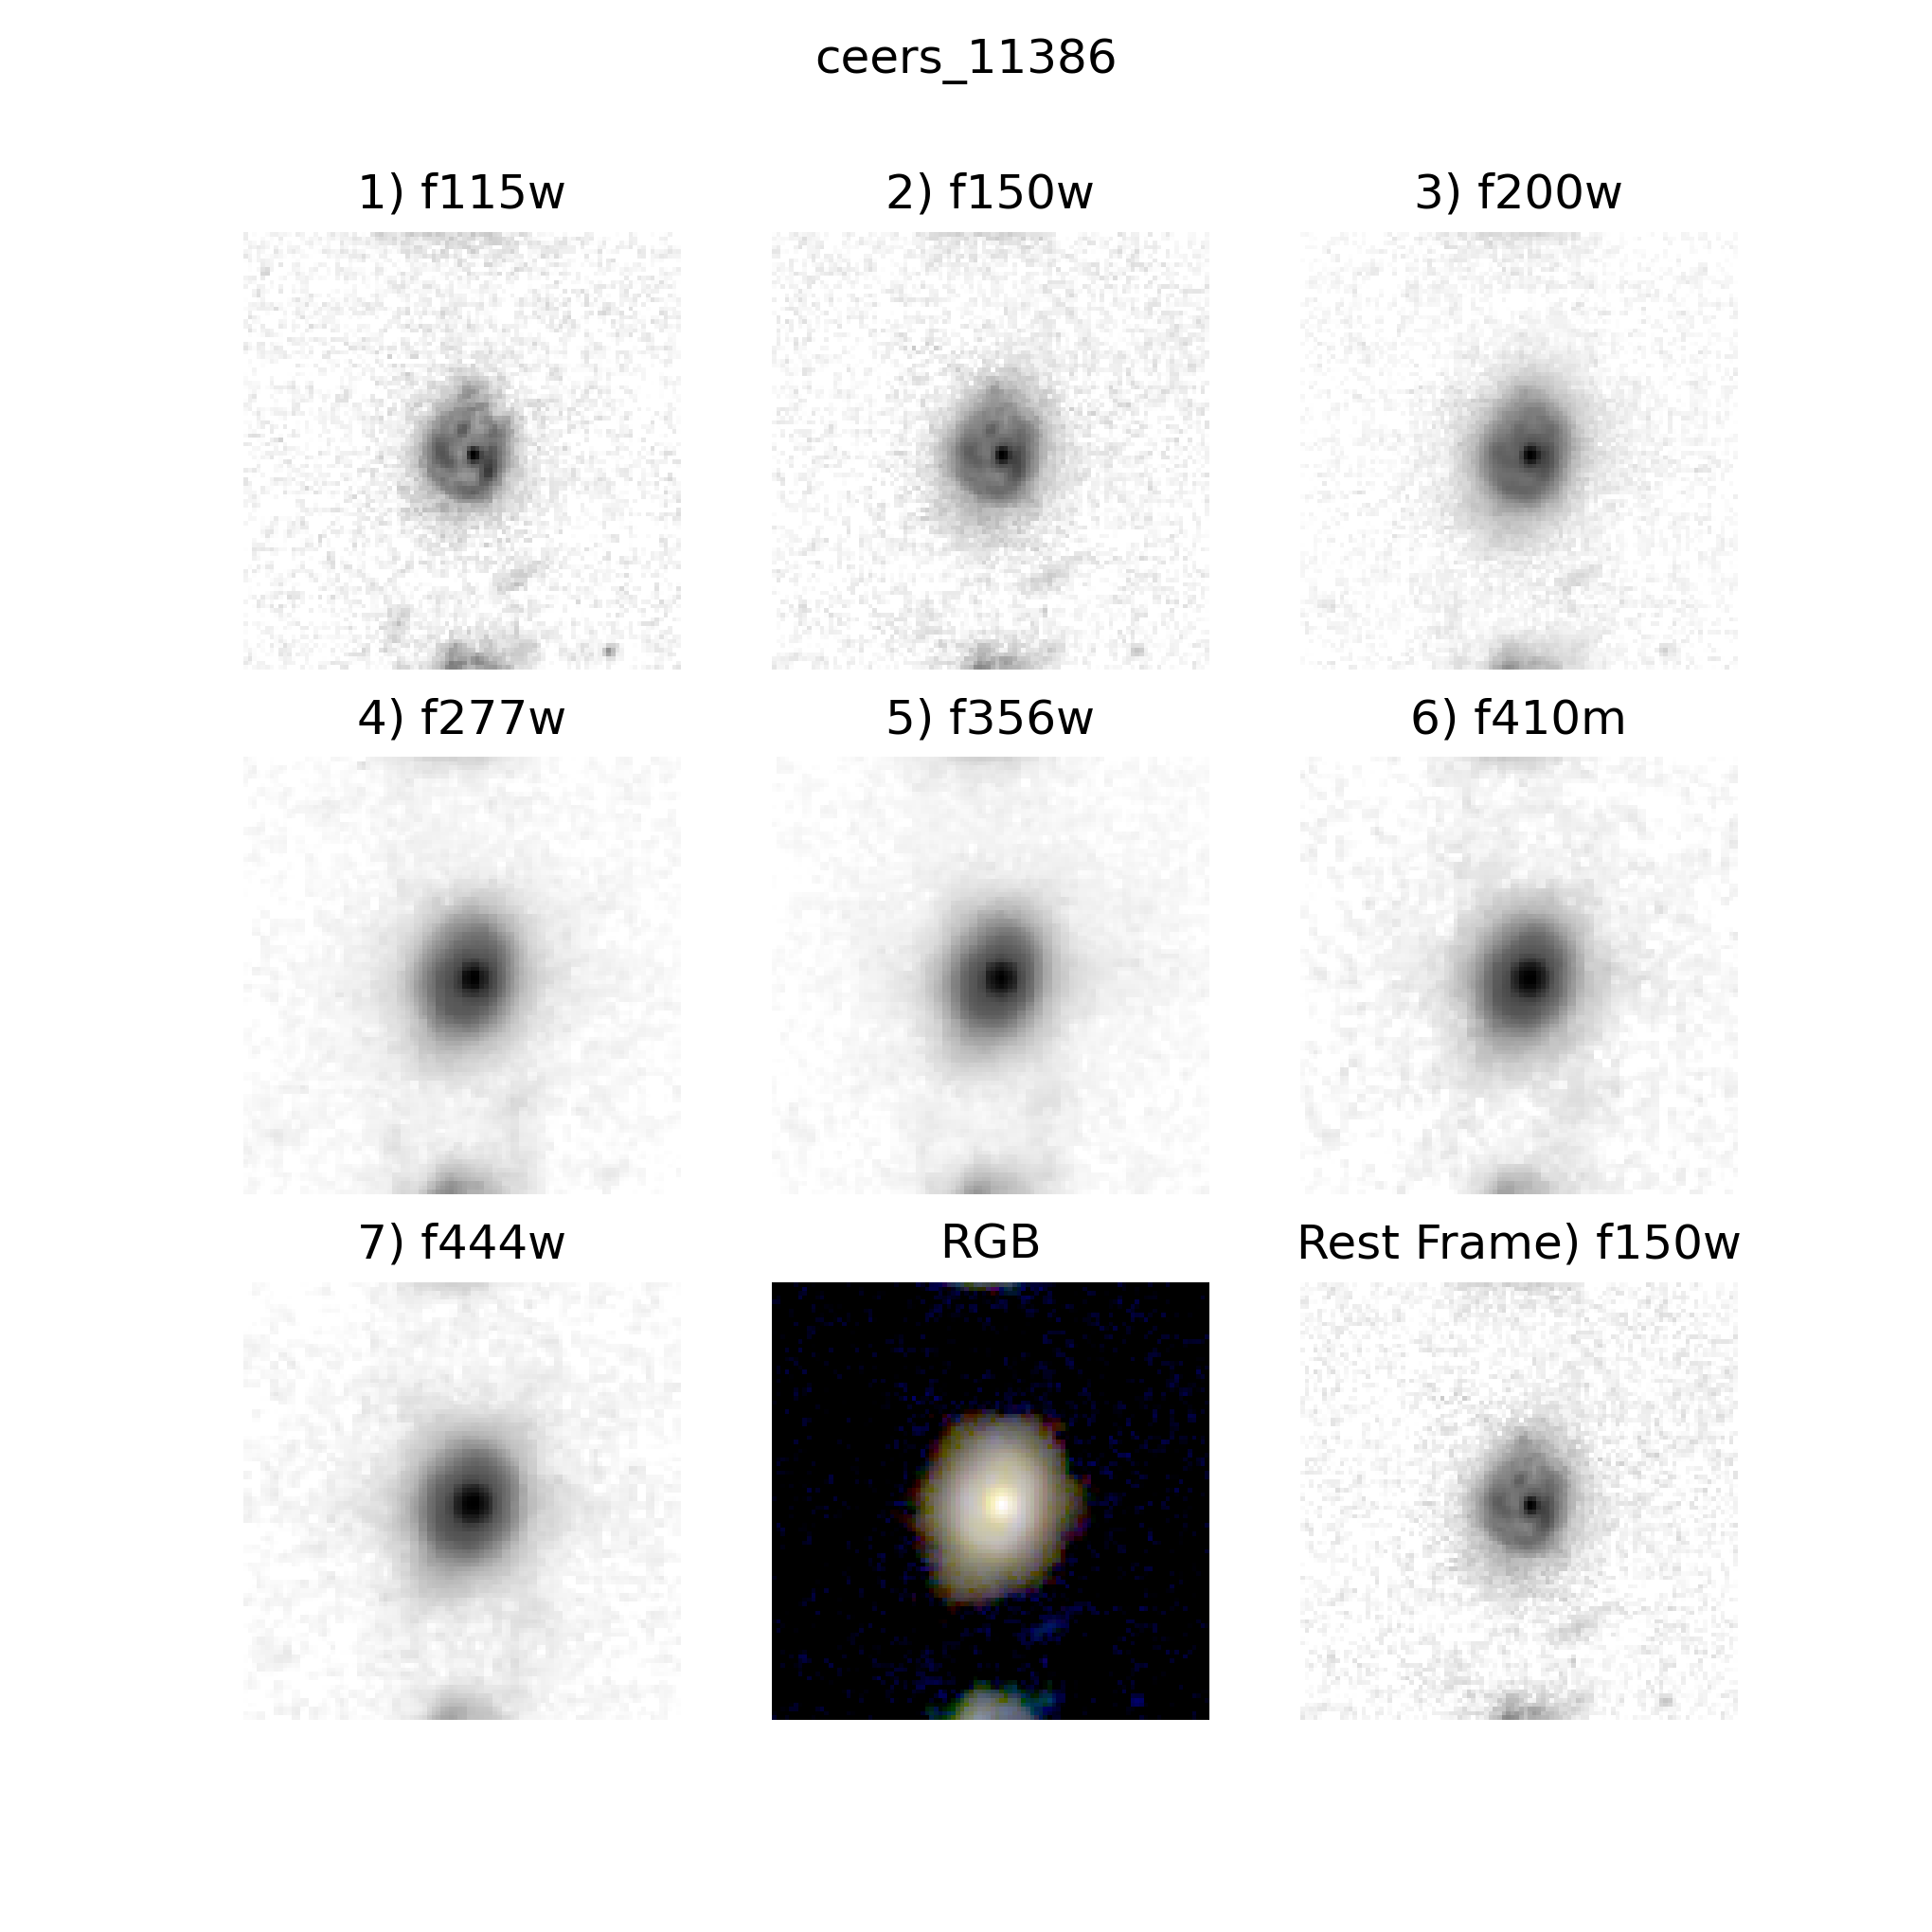 ceers_11386
1) f115w
2) f150w
3) f200w
4) f277w
5) f356w
6) f410m
7) f444w
RGB
Rest Frame) f150w